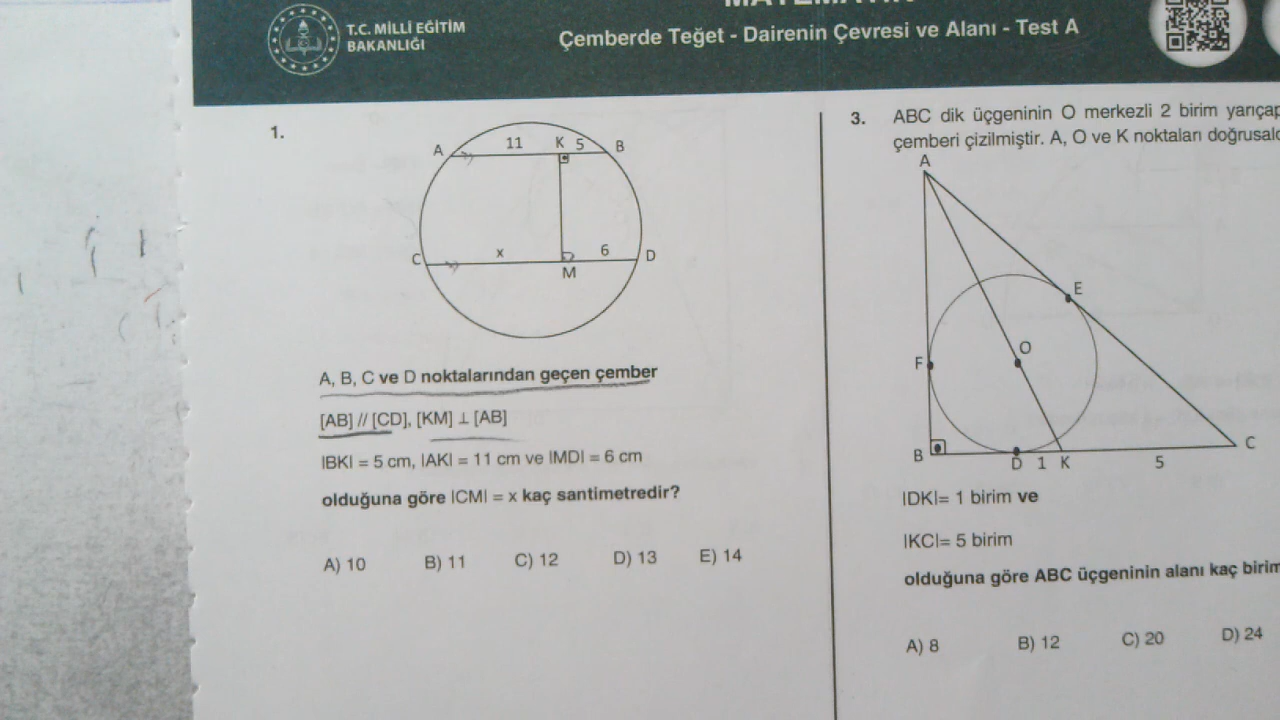 T.C. MİLLİ EĞİTİM
BAKANLIĞI
Çemberde Teğet - Dairenin Çevresi ve Alanı - Test A
1.
A 11 K 5 B
C x M 6 D
A, B, C ve D noktalarından geçen çember
[AB] // [CD], [KM] ⊥ [AB]
|BK| = 5 cm, |AK| = 11 cm ve |MD| = 6 cm
olduğuna göre |CM| = x kaç santimetredir?
A) 10 B) 11 C) 12 D) 13 E) 14
3. ABC dik üçgeninin O merkezli 2 birim
çemberi çizilmiştir. A, O ve K noktaları
A
E
F O
B D 1 K 5 C
|DK|= 1 birim ve
|KC|= 5 birim
olduğuna göre ABC üçgeninin alanı kaç
A) 8 B) 12 C) 20 D) 24